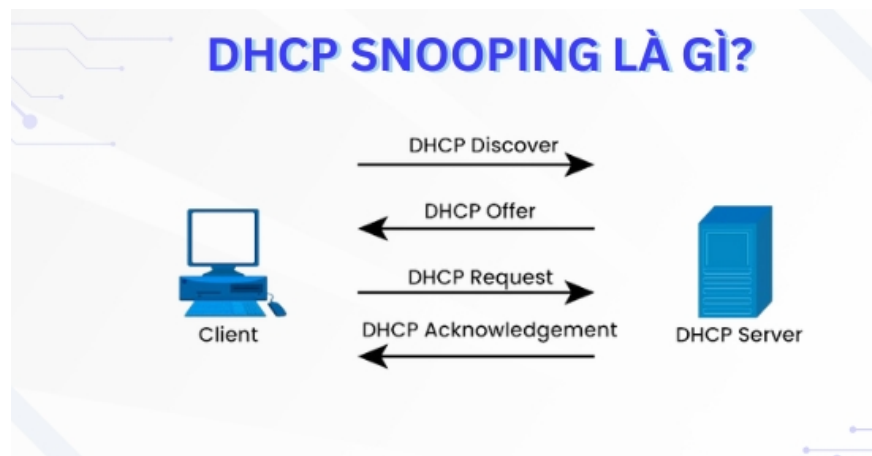 DHCP SNOOPING LÀ GÌ?
DHCP Discover
DHCP Offer
DHCP Request
DHCP Acknowledgement
Client
DHCP Server